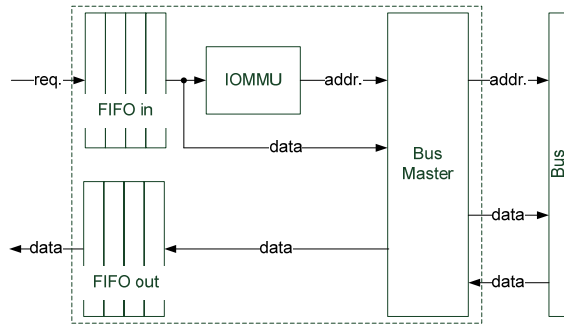 req.
FIFO in
IOMMU
addr.
addr.
data
Bus
Master
Bus
data
data
data
data
FIFO out